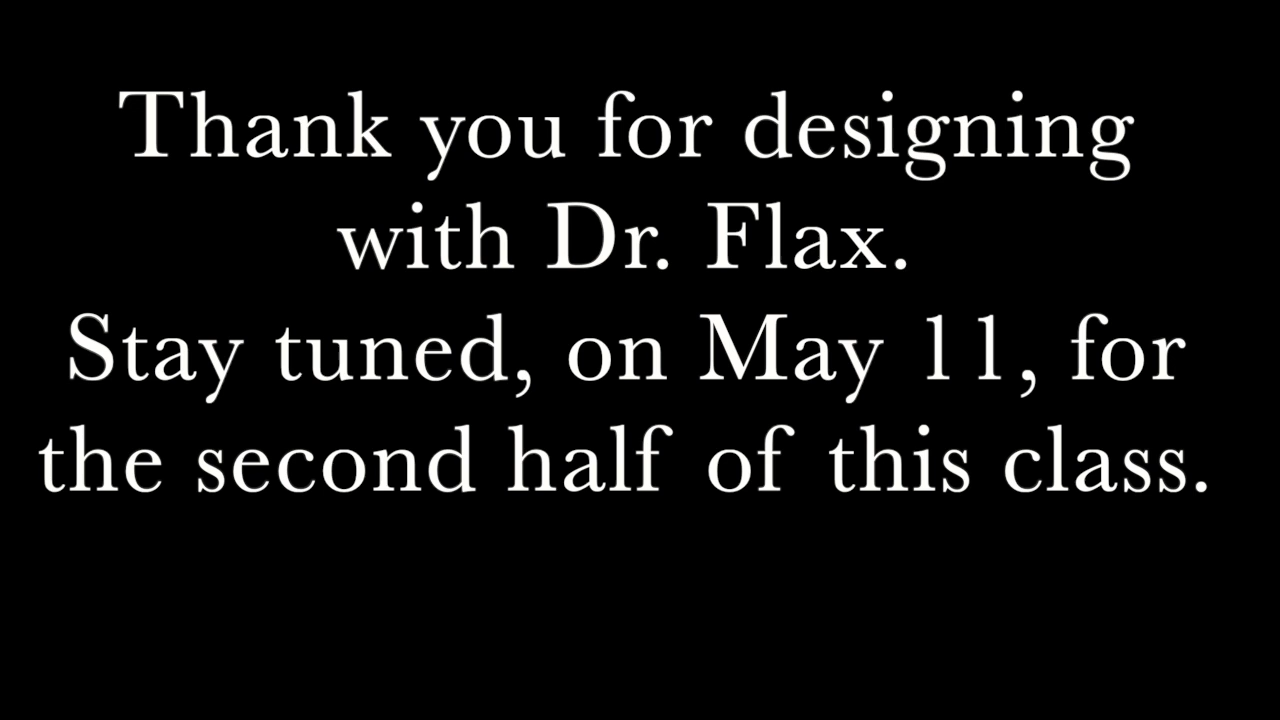 Thank you for designing
with Dr. Flax.
Stay tuned, on May 11, for
the second half of this class.